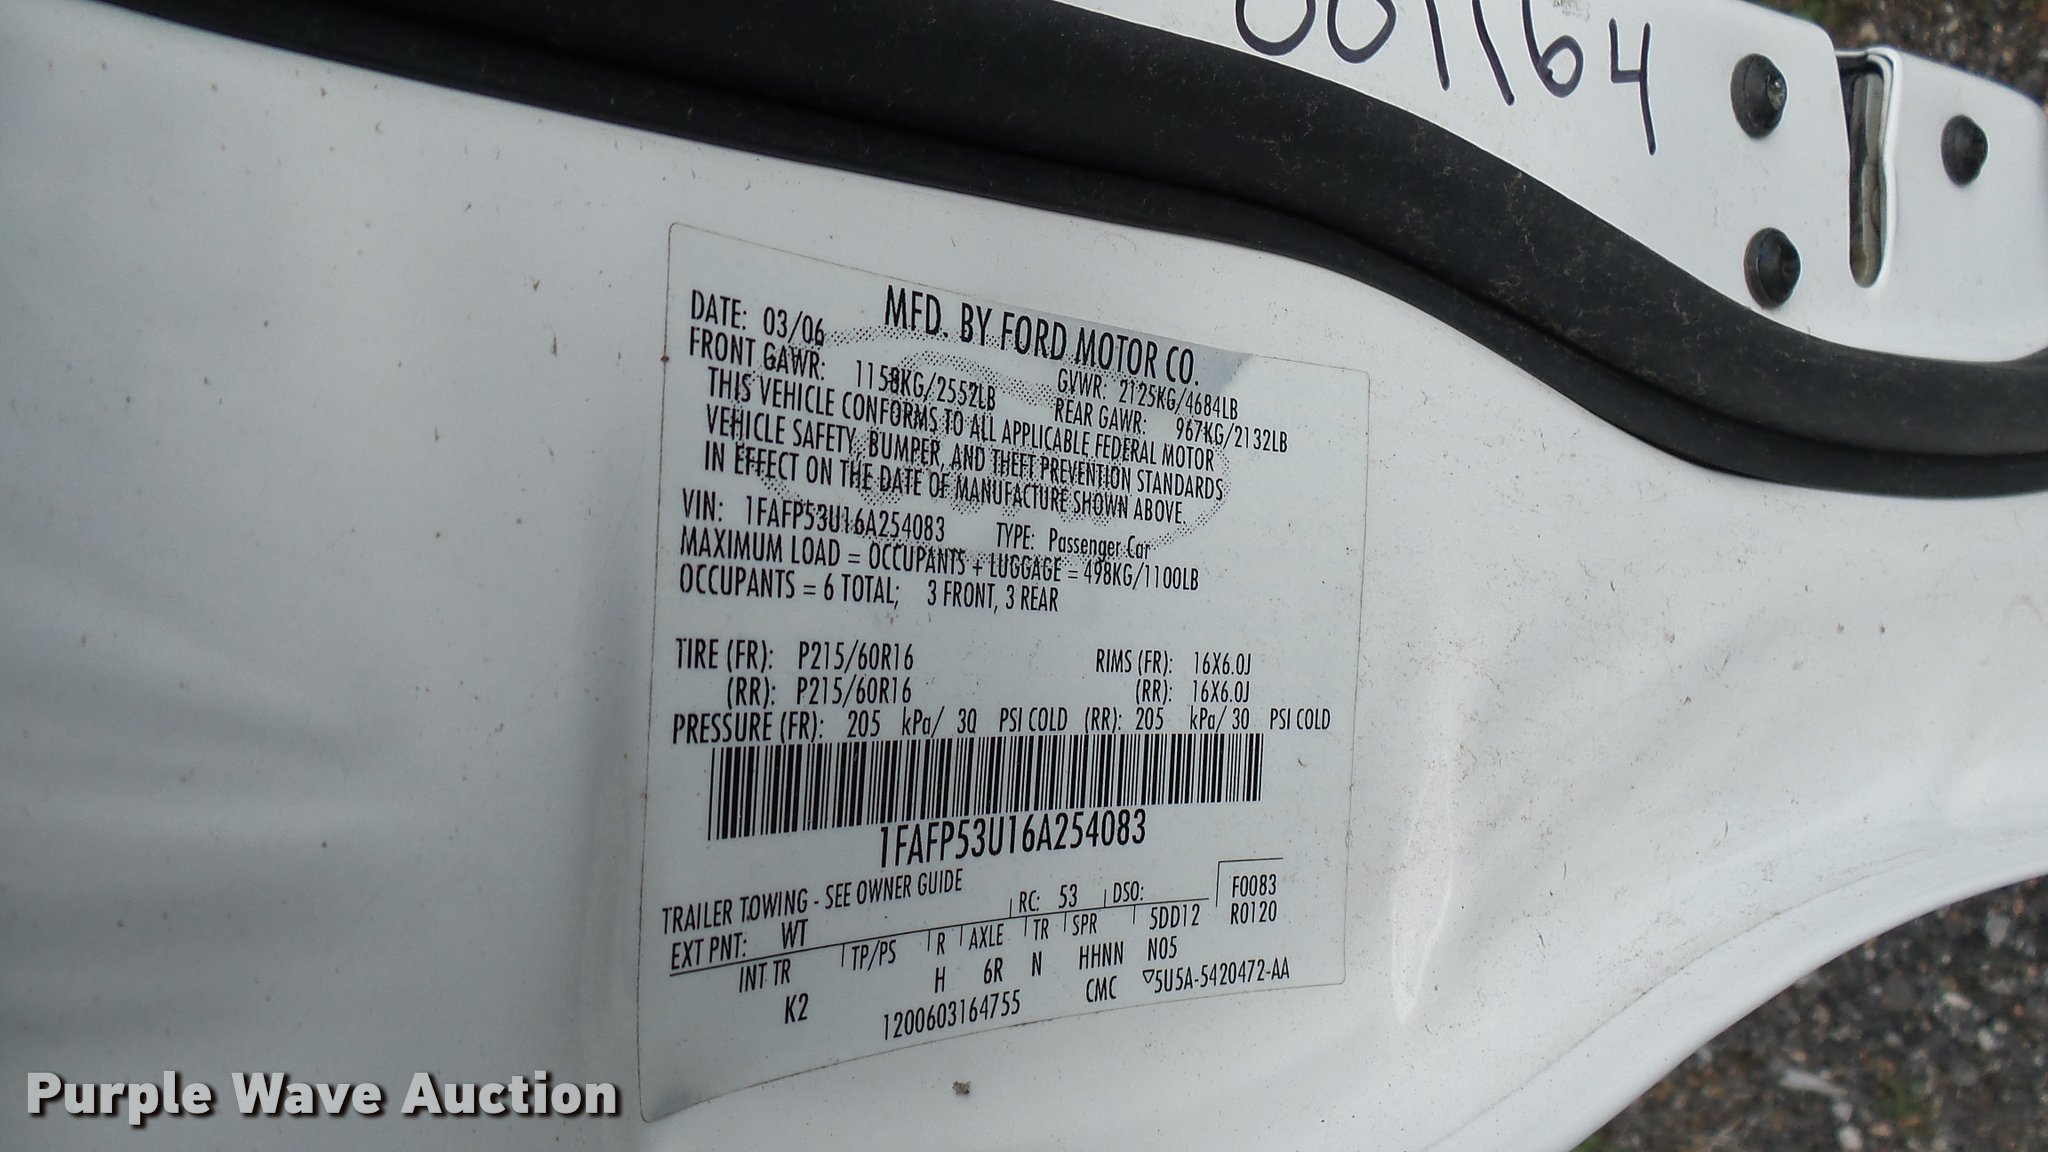 001164
MFD. BY FORD MOTOR CO.
DATE: 03/06 GVWR: 2125KG/4684LB
FRONT GAWR: 1158KG/2552LB REAR GAWR: 967KG/2132LB
THIS VEHICLE CONFORMS TO ALL APPLICABLE FEDERAL MOTOR
VEHICLE SAFETY, BUMPER, AND THEFT PREVENTION STANDARDS
IN EFFECT ON THE DATE OF MANUFACTURE SHOWN ABOVE.
VIN: 1FAFP53U16A254083 TYPE: Passenger Car
MAXIMUM LOAD = OCCUPANTS + LUGGAGE = 498KG/1100LB
OCCUPANTS = 6 TOTAL; 3 FRONT, 3 REAR
TIRE (FR): P215/60R16 RIMS (FR): 16X6.0J
(RR): P215/60R16 (RR): 16X6.0J
PRESSURE (FR): 205 kPa/ 30 PSI COLD (RR): 205 kPa/ 30 PSI COLD
1FAFP53U16A254083
TRAILER TOWING - SEE OWNER GUIDE
EXT PNT: WT RC: 53 DSO: F0083
INT TR TP/PS R AXLE TR SPR 5DD12 R0120
K2 H 6R N HHNN N05
1200603164755 CMC ▽5U5A-5420472-AA
Purple Wave Auction